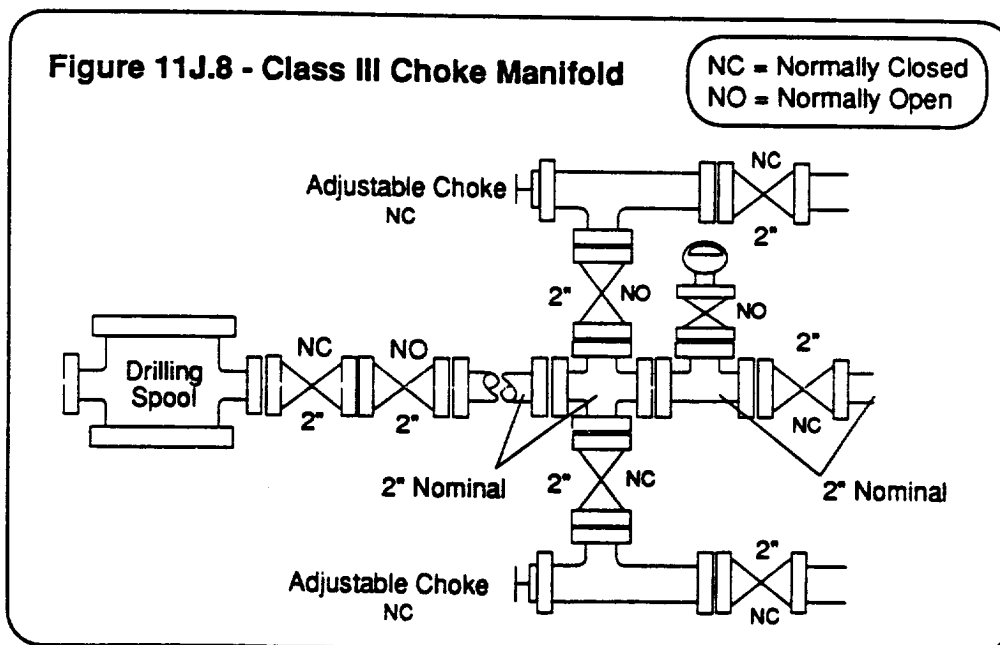 Figure 11J.8 - Class III Choke Manifold
NC = Normally Closed
NO = Normally Open
Adjustable Choke
NC
NC
2"
2"
NO
NO
Drilling
Spool
NC
NO
2"
2"
2"
NC
2" Nominal
2"
NC
2" Nominal
Adjustable Choke
NC
2"
NC